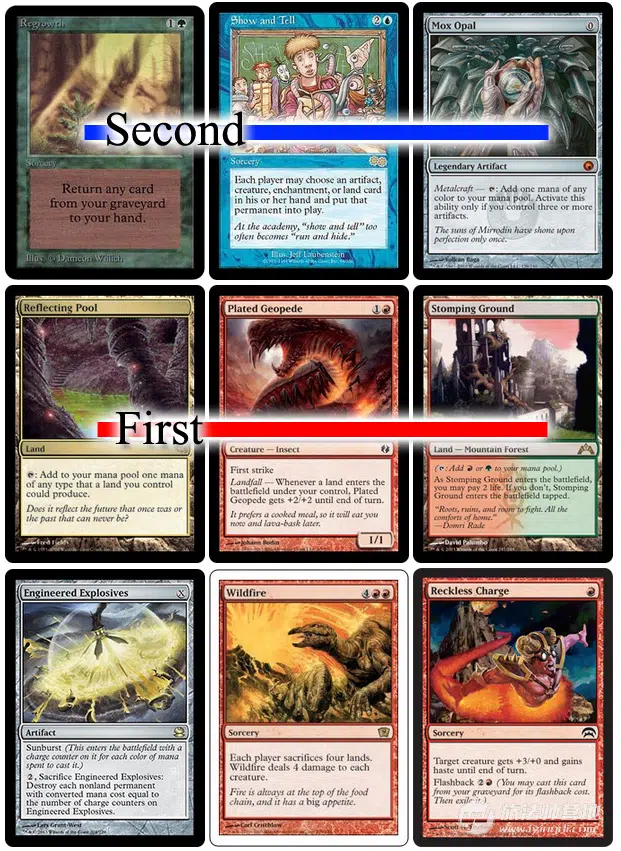 Regrowth 1
Second
Sorcery
Return any card
from your graveyard
to your hand.
Illus © Dameon Willich
Show and Tell 2
Sorcery
Each player may choose an artifact,
creature, enchantment, or land card
in his or her hand and put that
permanent into play.
At the academy, "show and tell" too
often becomes "run and hide."
Illus. Jeff Laubenstein
Mox Opal 0
Legendary Artifact
Metalcraft — : Add one mana of any
color to your mana pool. Activate this
ability only if you control three or more
artifacts.
The suns of Mirrodin have shone upon
perfection only once.
Volkan Baga
Reflecting Pool
First
Land
: Add to your mana pool one mana
of any type that a land you control
could produce.
Does it reflect the future that once was or
the past that can never be?
Fred Fields
Plated Geopede 1
Creature — Insect
First strike
Landfall — Whenever a land enters the
battlefield under your control, Plated
Geopede gets +2/+2 until end of turn.
It prefers a cooked meal, so it will eat you
now and lava-bask later.
Johann Bodin
1/1
Stomping Ground
Land — Mountain Forest
(: Add or to your mana pool.)
As Stomping Ground enters the battlefield,
you may pay 2 life. If you don't, Stomping
Ground enters the battlefield tapped.
"Roots, ruins, and room to fight. All the
comforts of home."
—Domri Rade
David Palumbo
Engineered Explosives X
Artifact
Sunburst (This enters the battlefield with a
charge counter on it for each color of mana
spent to cast it.)
2, Sacrifice Engineered Explosives:
Destroy each nonland permanent
with converted mana cost equal to
the number of charge counters on
Engineered Explosives.
Lars Grant-West
Wildfire 4
Sorcery
Each player sacrifices four lands.
Wildfire deals 4 damage to each
creature.
Fire is always at the top of the food
chain, and it has a big appetite.
Carl Critchlow
Reckless Charge
Sorcery
Target creature gets +3/+0 and gains
haste until end of turn.
Flashback 2 (You may cast this card
from your graveyard for its flashback cost.
Then exile it.)